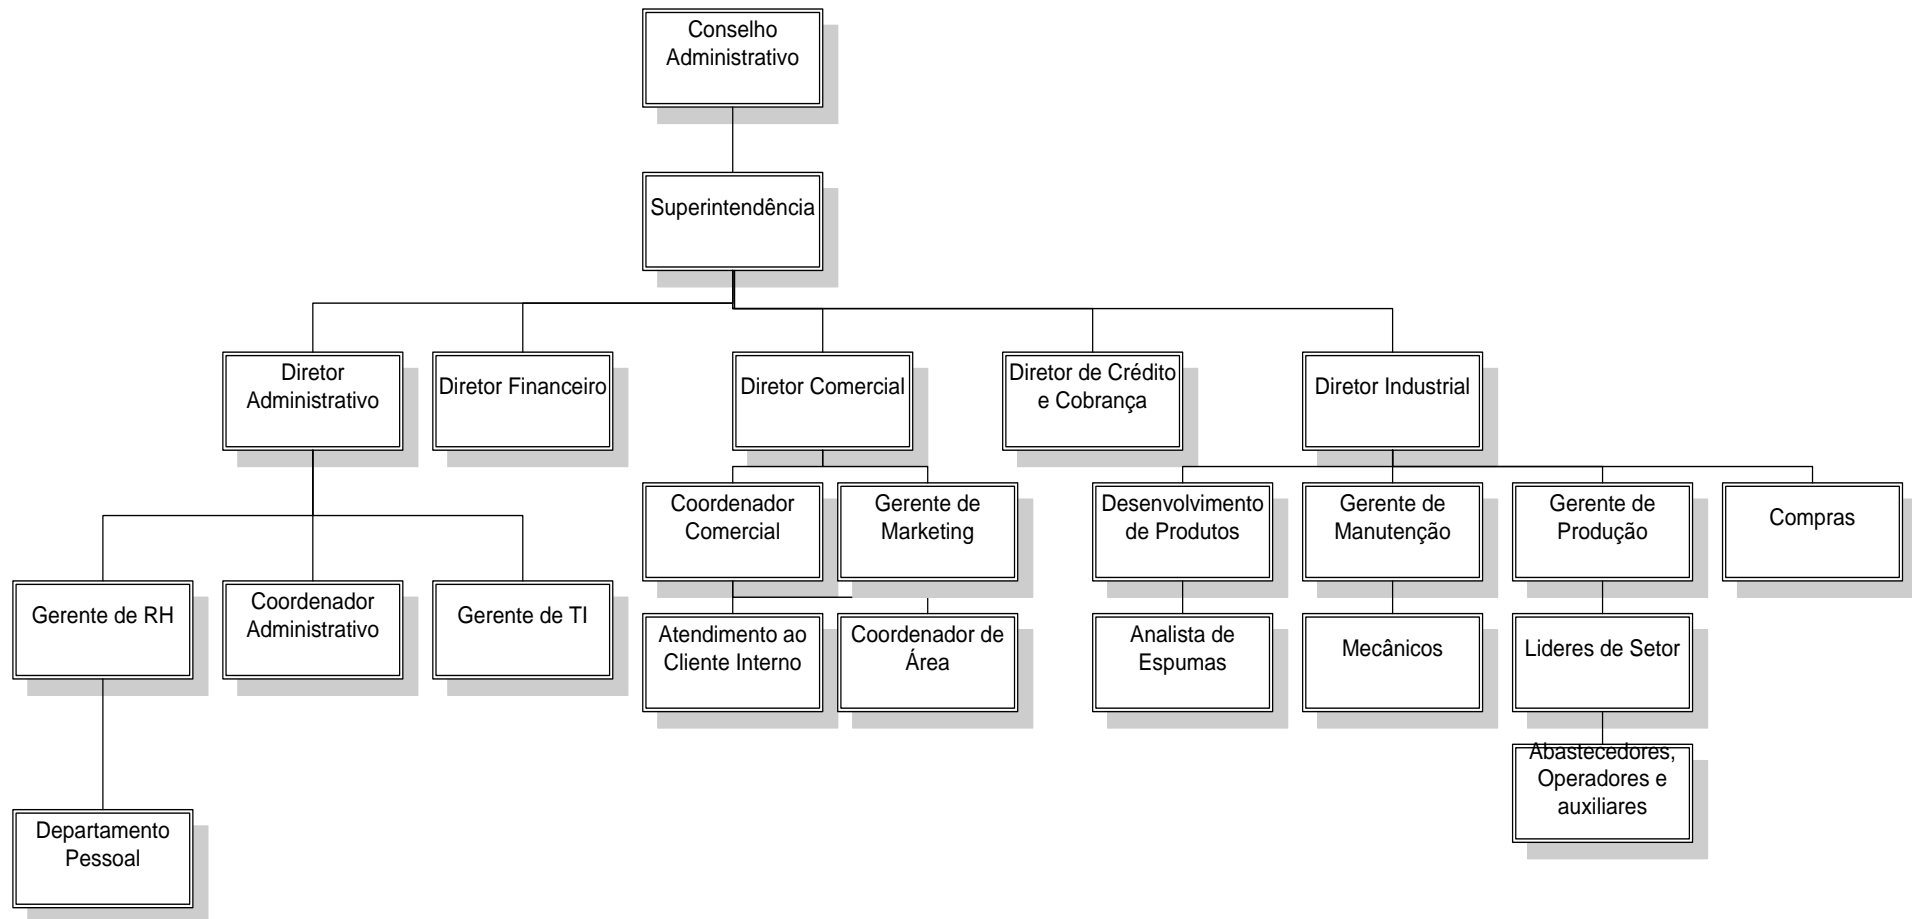 Conselho
Administrativo
Superintendência
Diretor
Administrativo
Diretor Financeiro
Diretor Comercial
Diretor de Crédito
e Cobrança
Diretor Industrial
Coordenador
Comercial
Gerente de
Marketing
Desenvolvimento
de Produtos
Gerente de
Manutenção
Gerente de
Produção
Compras
Gerente de RH
Coordenador
Administrativo
Gerente de TI
Atendimento ao
Cliente Interno
Coordenador de
Área
Analista de
Espumas
Mecânicos
Lideres de Setor
Abastecedores,
Operadores e
auxiliares
Departamento
Pessoal